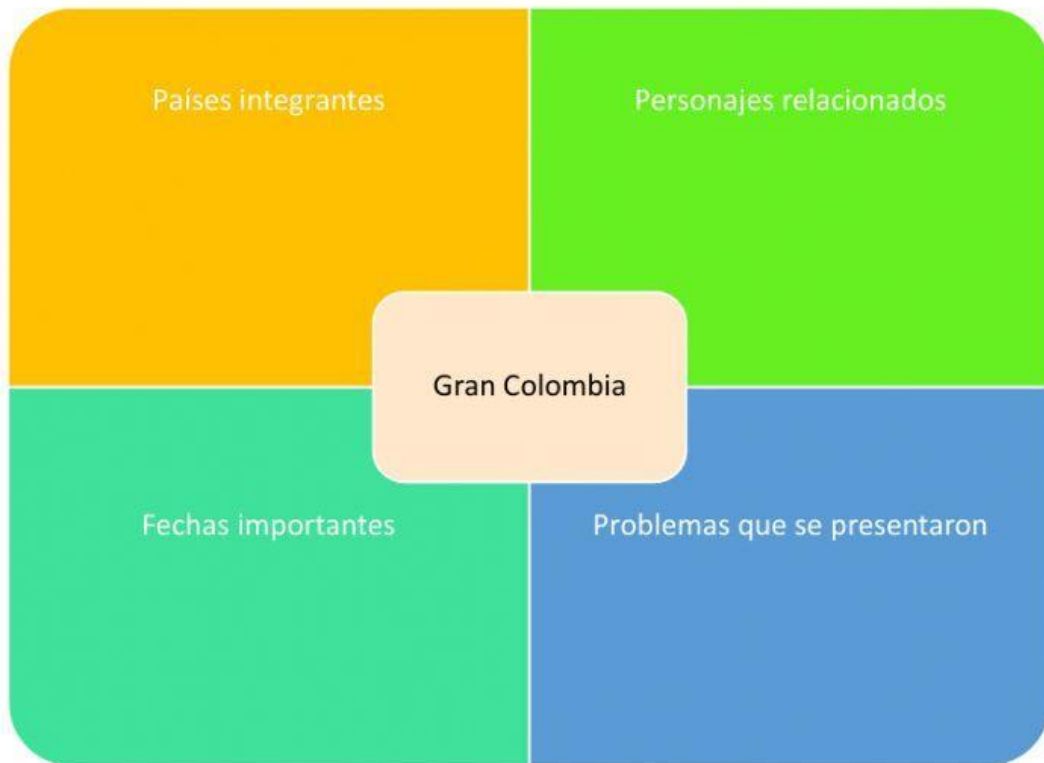 Países integrantes
Personajes relacionados
Gran Colombia
Fechas importantes
Problemas que se presentaron